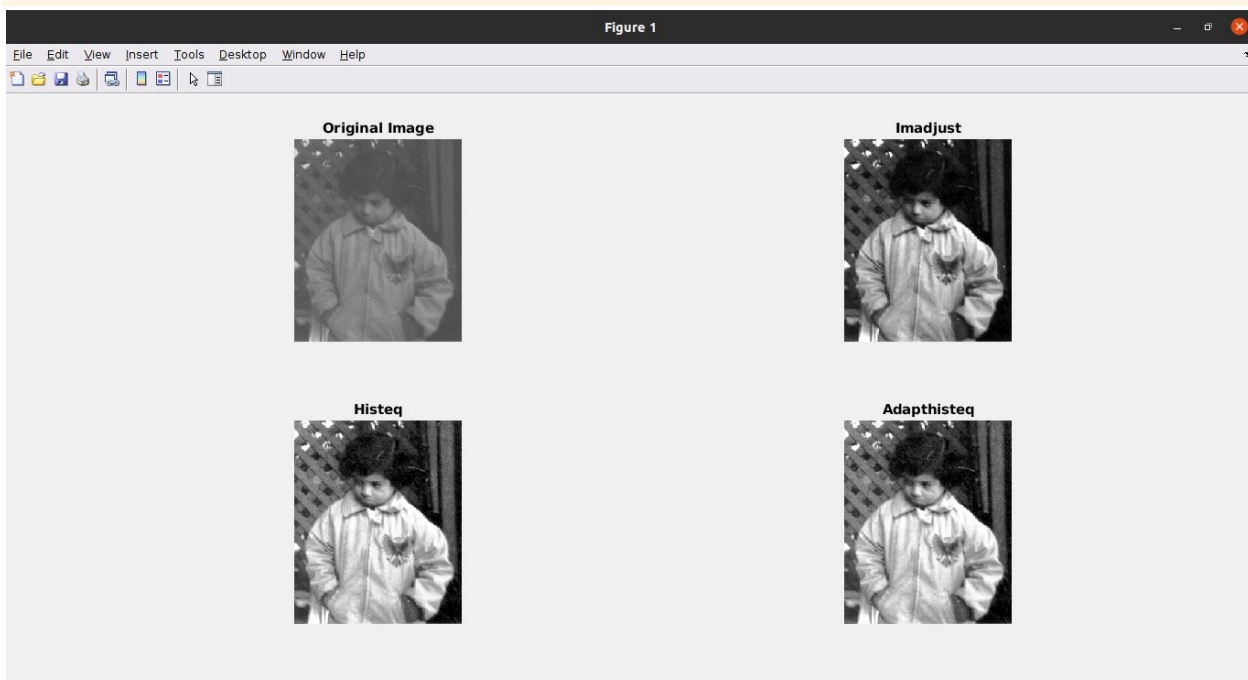 Figure 1
File Edit View Insert Tools Desktop Window Help
Original Image
Imadjust
Histeq
Adapthisteq